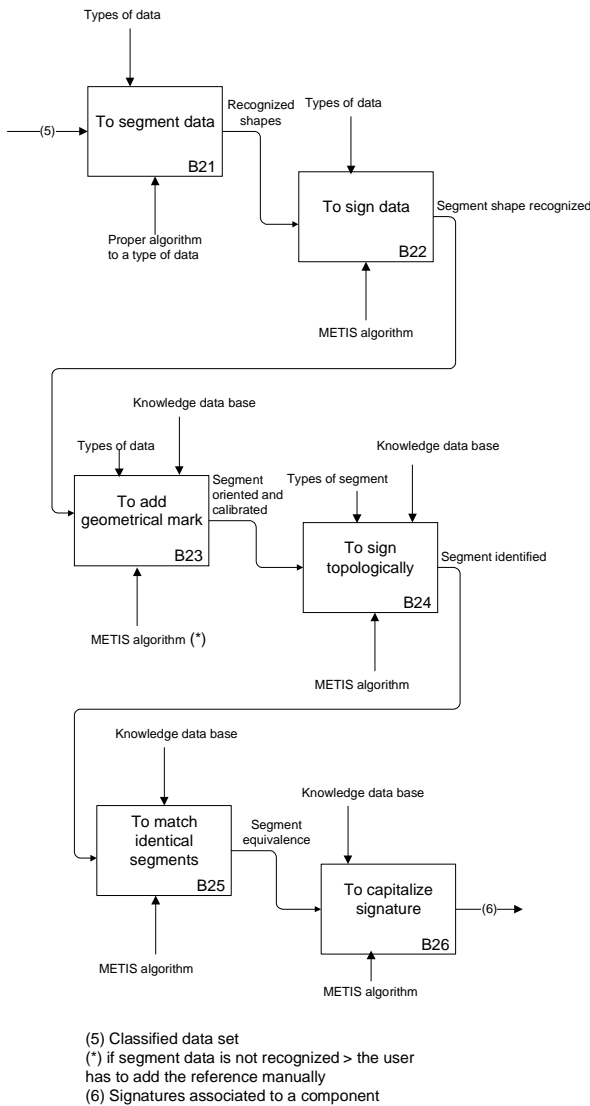 Types of data
To segment data
B21
(5)
Recognized
shapes
Proper algorithm
to a type of data
Types of data
To sign data
B22
Segment shape recognized
METIS algorithm
Knowledge data base
Types of data
To add
geometrical mark
B23
Segment
oriented and
calibrated
METIS algorithm (*)
Knowledge data base
Types of segment
To sign
topologically
B24
Segment identified
METIS algorithm
Knowledge data base
To match
identical
segments
B25
Segment
equivalence
METIS algorithm
Knowledge data base
To capitalize
signature
B26
(6)
METIS algorithm
(5) Classified data set
(*) if segment data is not recognized > the user
has to add the reference manually
(6) Signatures associated to a component